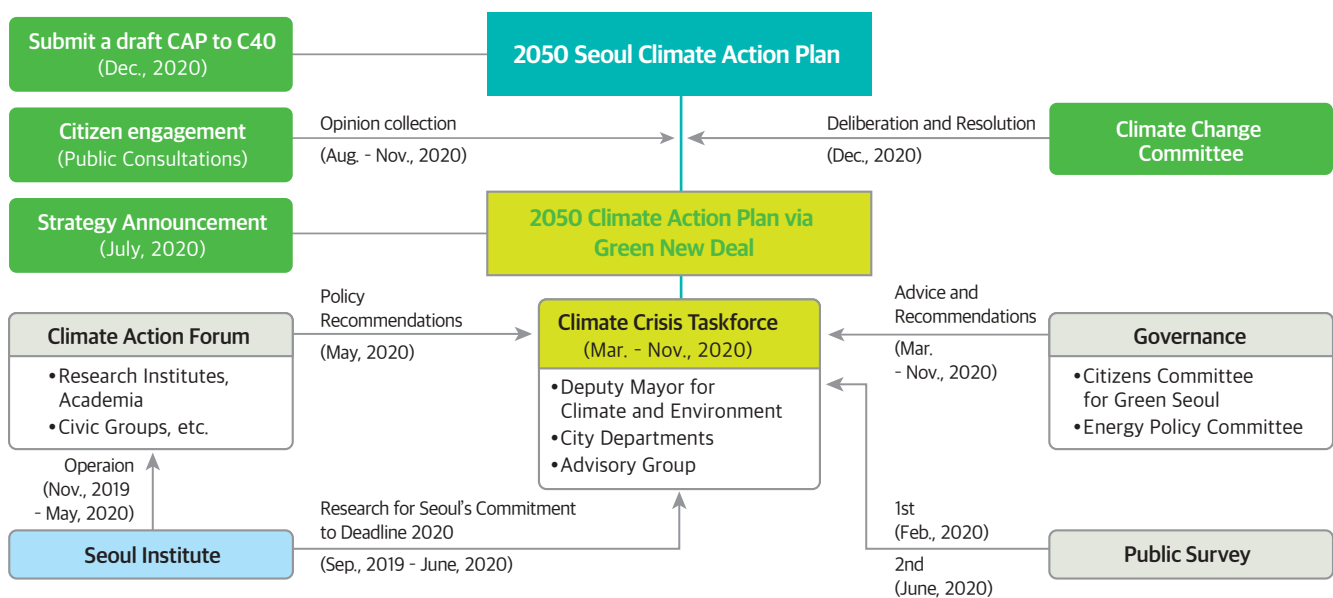 Submit a draft CAP to C40
(Dec., 2020)
2050 Seoul Climate Action Plan
Citizen engagement
(Public Consultations)
Opinion collection
(Aug. - Nov., 2020)
Deliberation and Resolution
(Dec., 2020)
Climate Change
Committee
Strategy Announcement
(July, 2020)
2050 Climate Action Plan via
Green New Deal
Climate Action Forum
•Research Institutes,
Academia
•Civic Groups, etc.
Policy
Recommendations
(May, 2020)
Climate Crisis Taskforce
(Mar. - Nov., 2020)
•Deputy Mayor for
Climate and Environment
•City Departments
•Advisory Group
Advice and
Recommendations
(Mar.
- Nov., 2020)
Governance
•Citizens Committee
for Green Seoul
•Energy Policy Committee
Operaion
(Nov., 2019
- May, 2020)
Seoul Institute
Research for Seoul's Commitment
to Deadline 2020
(Sep., 2019 - June, 2020)
1st
(Feb., 2020)
2nd
(June, 2020)
Public Survey